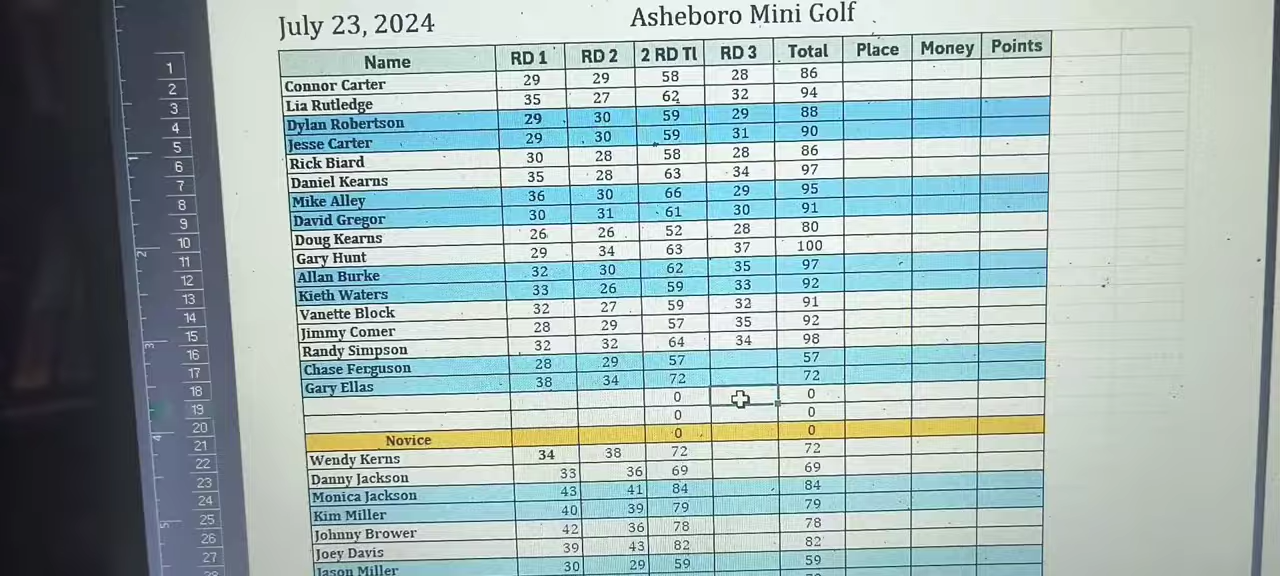 July 23, 2024 Asheboro Mini Golf
Name RD 1 RD 2 2 RD Tl RD 3 Total Place Money Points
1
2 Connor Carter 29 29 58 28 86
3 Lia Rutledge 35 27 62 32 94
4 Dylan Robertson 29 30 59 29 88
5 Jesse Carter 29 30 59 31 90
6 Rick Biard 30 28 58 28 86
7 Daniel Kearns 35 28 63 34 97
8 Mike Alley 36 30 66 29 95
9 David Gregor 30 31 61 30 91
10 Doug Kearns 26 26 52 28 80
11 Gary Hunt 29 34 63 37 100
12 Allan Burke 32 30 62 35 97
13 Kieth Waters 33 26 59 33 92
14 Vanette Block 32 27 59 32 91
15 Jimmy Comer 28 29 57 35 92
16 Randy Simpson 32 32 64 34 98
17 Chase Ferguson 28 29 57 57
18 Gary Ellas 38 34 72 72
19 0 0
20 0 0
21 Novice 0 0
22 Wendy Kerns 34 38 72 72
23 Danny Jackson 33 36 69 69
24 Monica Jackson 43 41 84 84
25 Kim Miller 40 39 79 79
26 Johnny Brower 42 36 78 78
27 Joey Davis 39 43 82 82
Jason Miller 30 29 59 59